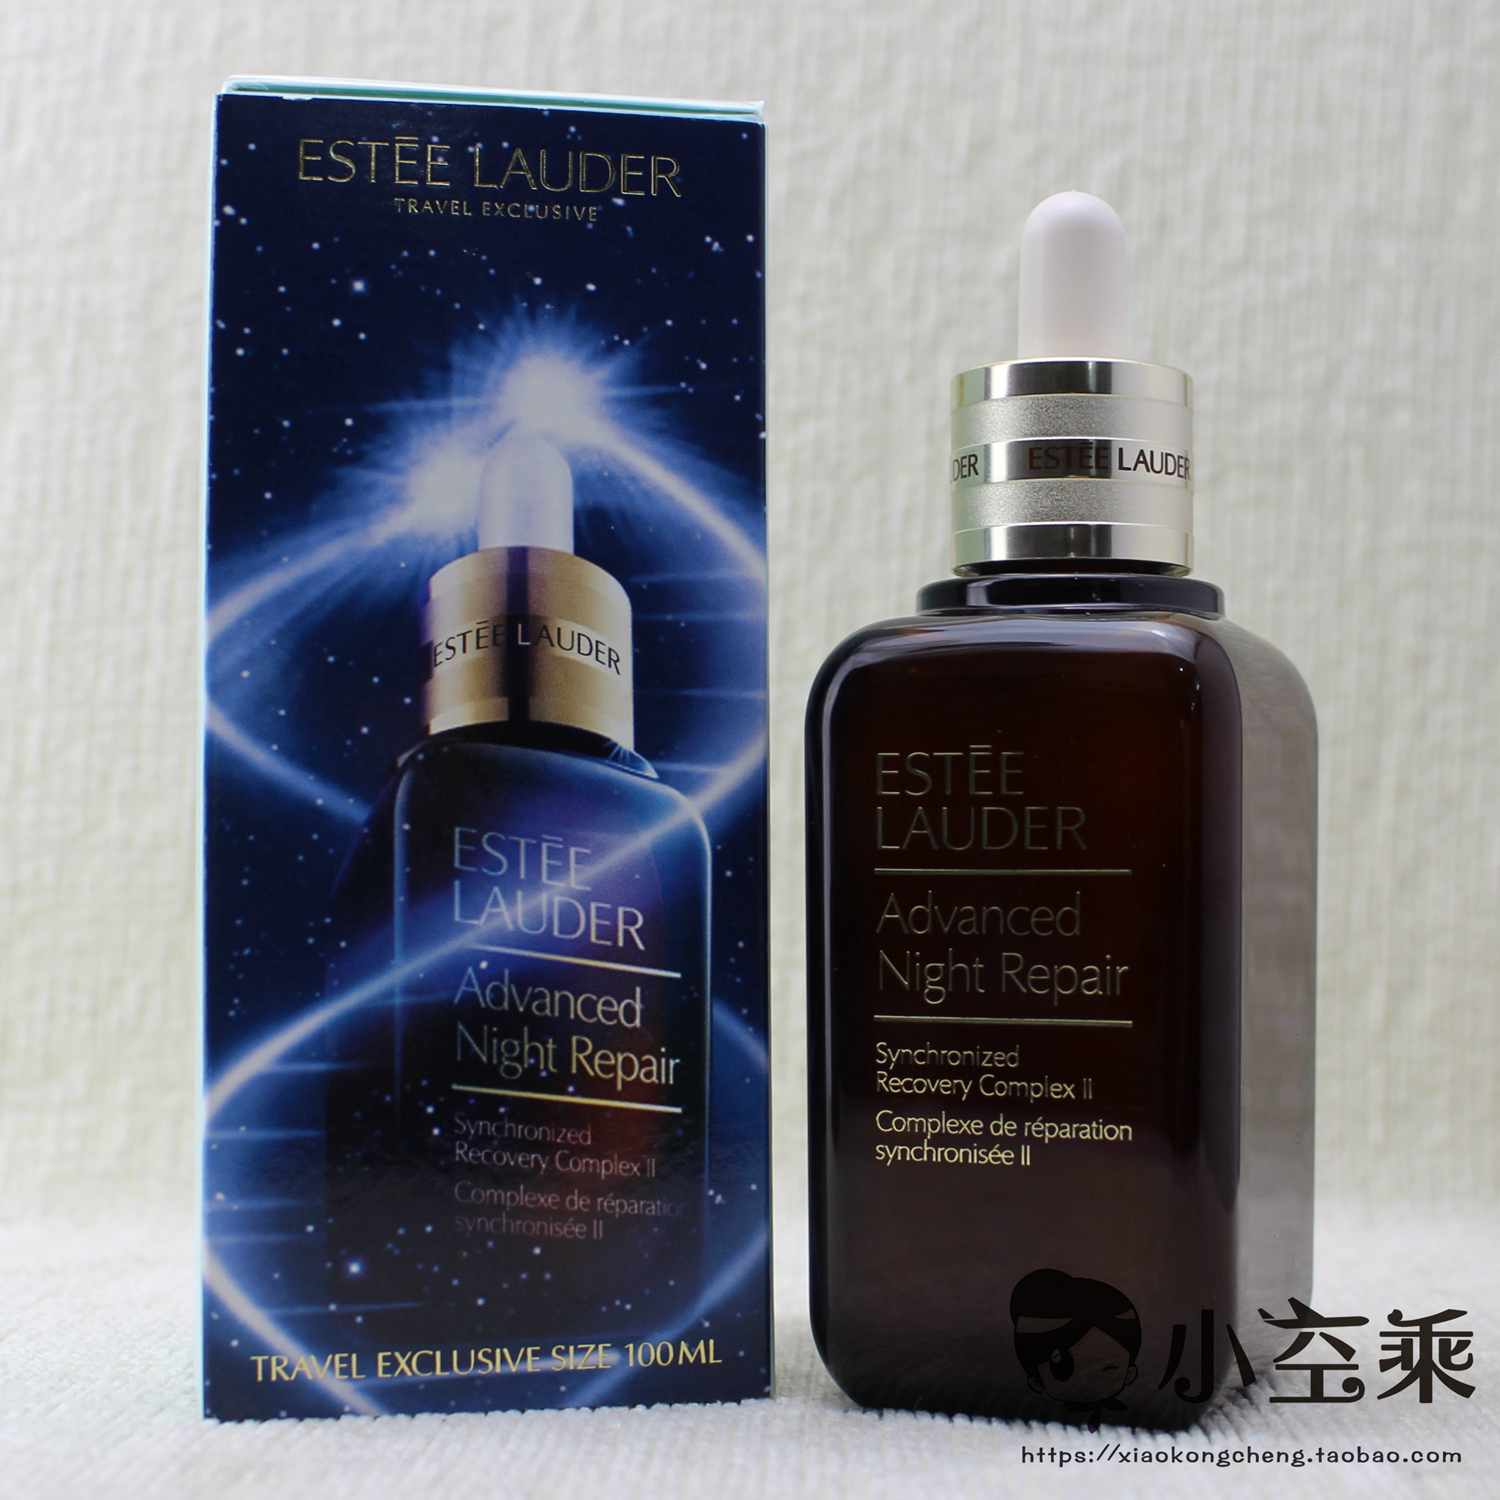 ESTĒE LAUDER
TRAVEL EXCLUSIVE
ESTĒE LAUDER
ESTĒE
LAUDER
Advanced
Night Repair
Synchronized
Recovery Complex II
Complexe de réparation
synchronisée II
TRAVEL EXCLUSIVE SIZE 100ML
DER ESTĒE LAUDER
ESTĒE
LAUDER
Advanced
Night Repair
Synchronized
Recovery Complex II
Complexe de réparation
synchronisée II
小空乘
https://xiaokongcheng.taobao.com